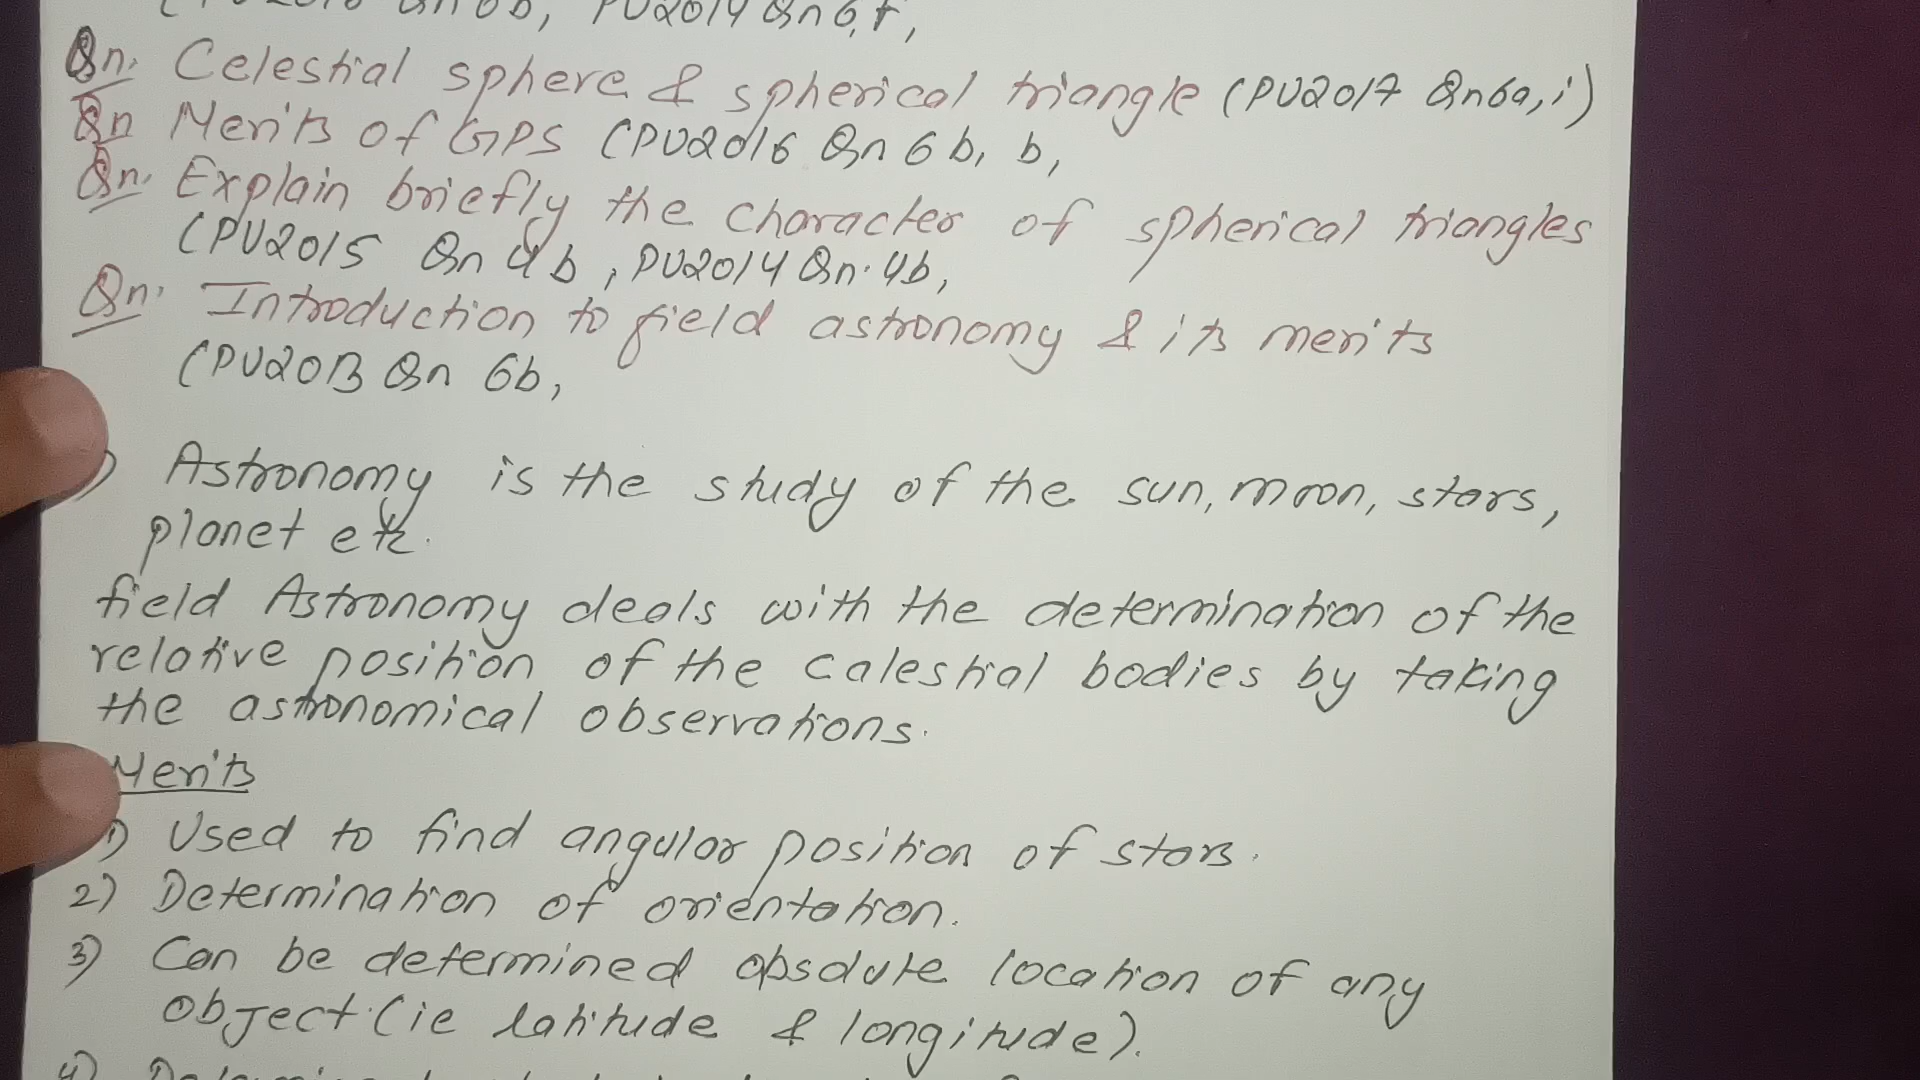 PU2014 Qn 6,f,
Qn. Celestial sphere & spherical triangle (PU2017 Qn6a,i)
Qn Merits of GPS (PU2016 Qn 6b, b,
Qn. Explain briefly the character of spherical triangles
(PU2015 Qn 4b, PU2014 Qn. 4b,
Qn. Introduction to field astronomy & its merits
(PU2013 Qn 6b,
Astronomy is the study of the sun, moon, stars,
planet etc.
field Astronomy deals with the determination of the
relative position of the calestial bodies by taking
the astronomical observations.
Merits
1) Used to find angular position of stars.
2) Determination of orientation.
3) Can be determined absolute location of any
object (ie latitude & longitude).
4)